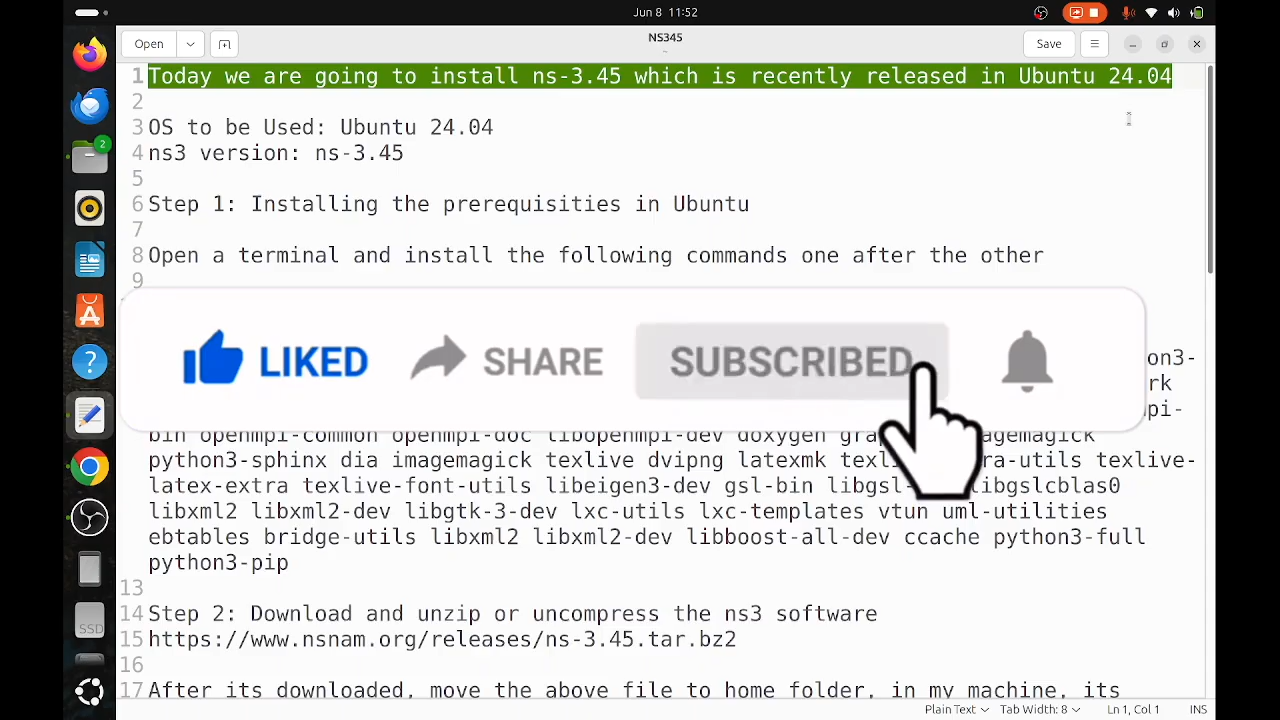 Jun 8 11:52
Open
NS345
~
Save
1 Today we are going to install ns-3.45 which is recently released in Ubuntu 24.04
2
3 OS to be Used: Ubuntu 24.04
4 ns3 version: ns-3.45
5
6 Step 1: Installing the prerequisities in Ubuntu
7
8 Open a terminal and install the following commands one after the other
9
LIKED SHARE SUBSCRIBED
bin openmpi-common openmpi-doc libopenmpi-dev doxygen
python3-sphinx dia imagemagick texlive dvipng latexmk texlive-
latex-extra texlive-font-utils libeigen3-dev gsl-bin libgslcblas0
libxml2 libxml2-dev libgtk-3-dev lxc-utils lxc-templates vtun uml-utilities
ebtables bridge-utils libxml2 libxml2-dev libboost-all-dev ccache python3-full
python3-pip
13
14 Step 2: Download and unzip or uncompress the ns3 software
15 https://www.nsnam.org/releases/ns-3.45.tar.bz2
16
17 After its downloaded, move the above file to home folder, in my machine, its
SSD
Plain Text Tab Width: 8 Ln 1, Col 1 INS